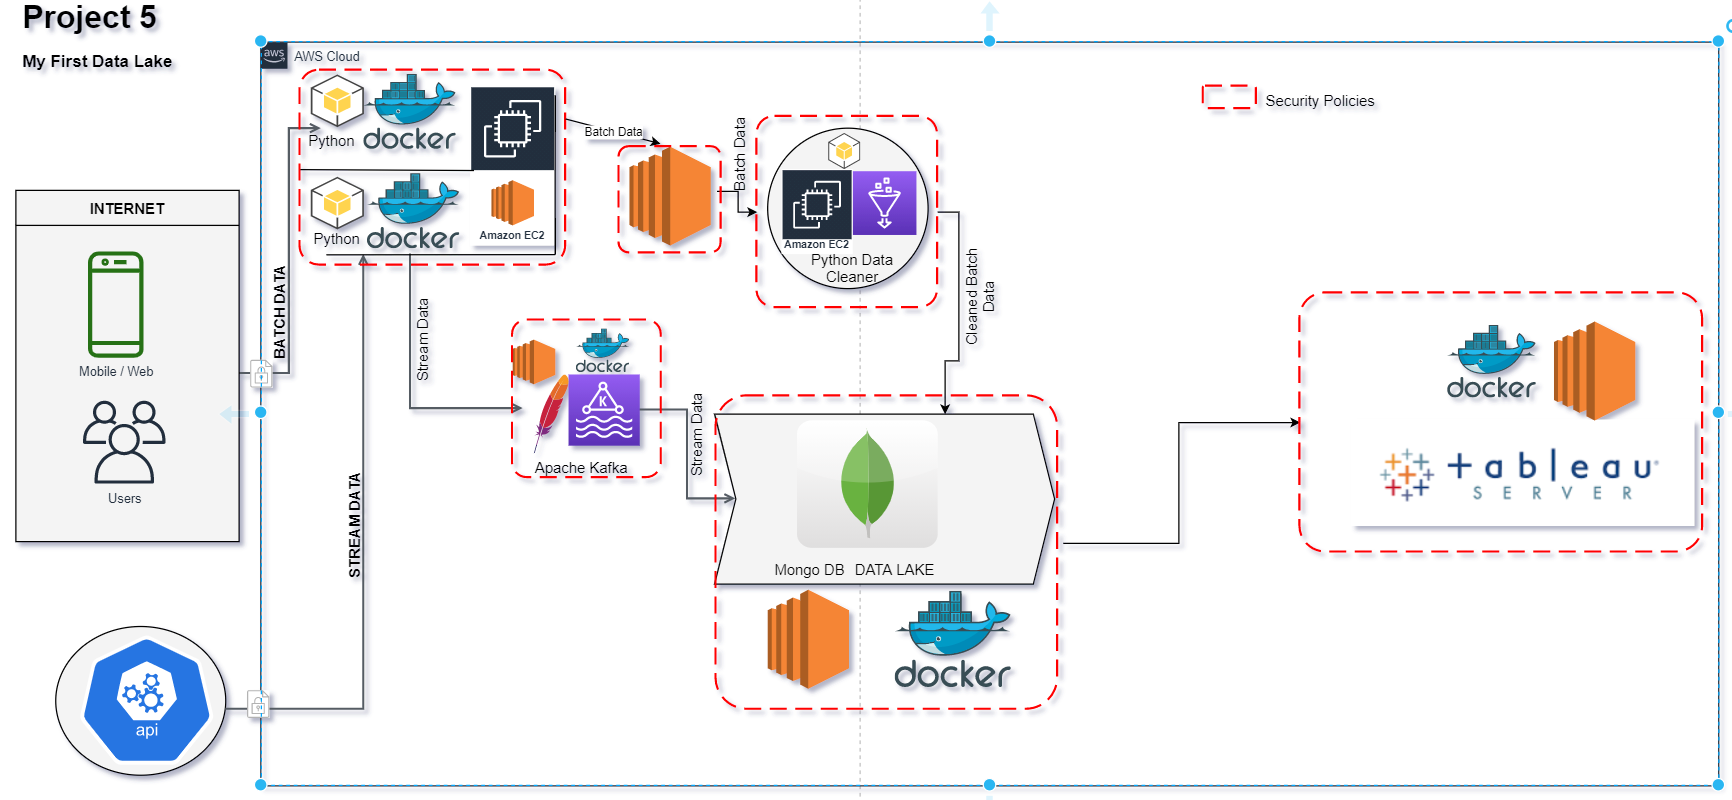 Project 5
My First Data Lake
aws
AWS Cloud
Security Policies
Python
docker
Python
docker
Amazon EC2
Batch Data
Batch Data
Amazon EC2
Python Data
Cleaner
Cleaned Batch
Data
INTERNET
Mobile / Web
Users
BATCH DATA
STREAM DATA
Stream Data
docker
K
Apache Kafka
Stream Data
Mongo DB DATA LAKE
docker
docker
+ableau
SERVER
api